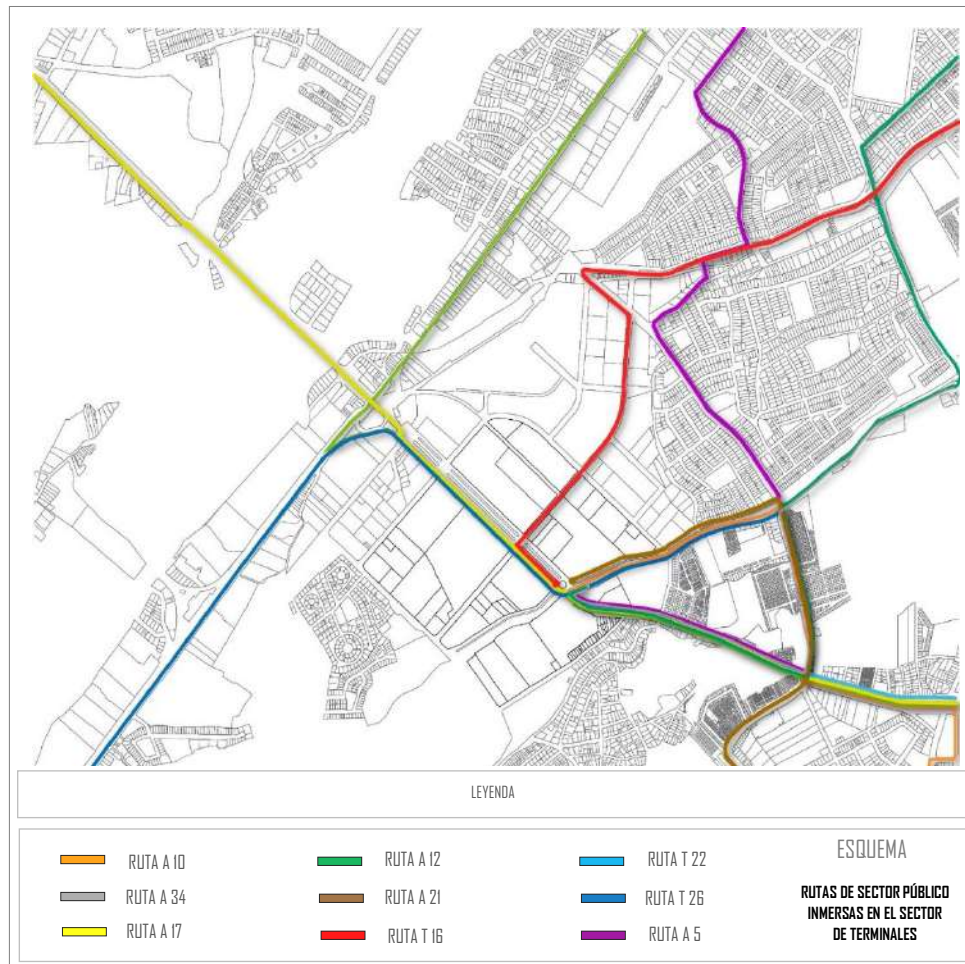 LEYENDA
RUTA A 10
RUTA A 34
RUTA A 17
RUTA A 12
RUTA A 21
RUTA T 16
RUTA T 22
RUTA T 26
RUTA A 5
ESQUEMA
RUTAS DE SECTOR PÚBLICO
INMERSAS EN EL SECTOR
DE TERMINALES